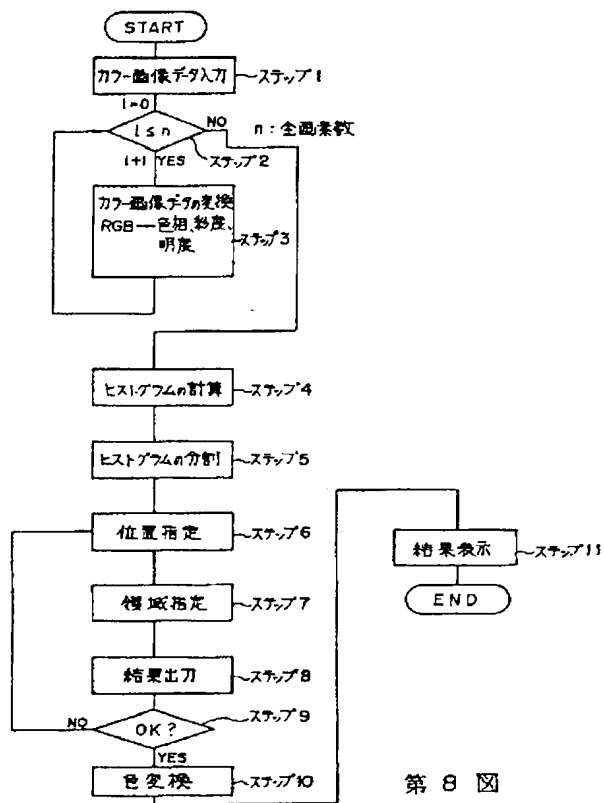 START
カラー画像データ入力
ステップ1
i=0
i≤n
NO
n:全画素数
i+1
YES
ステップ2
カラー画像データの変換
RGB―色相、彩度、
明度
ステップ3
ヒストグラムの計算
ステップ4
ヒストグラムの分割
ステップ5
位置指定
ステップ6
結果表示
ステップ11
領域指定
ステップ7
END
結果出力
ステップ8
NO
OK?
ステップ9
YES
色変換
ステップ10
第8図